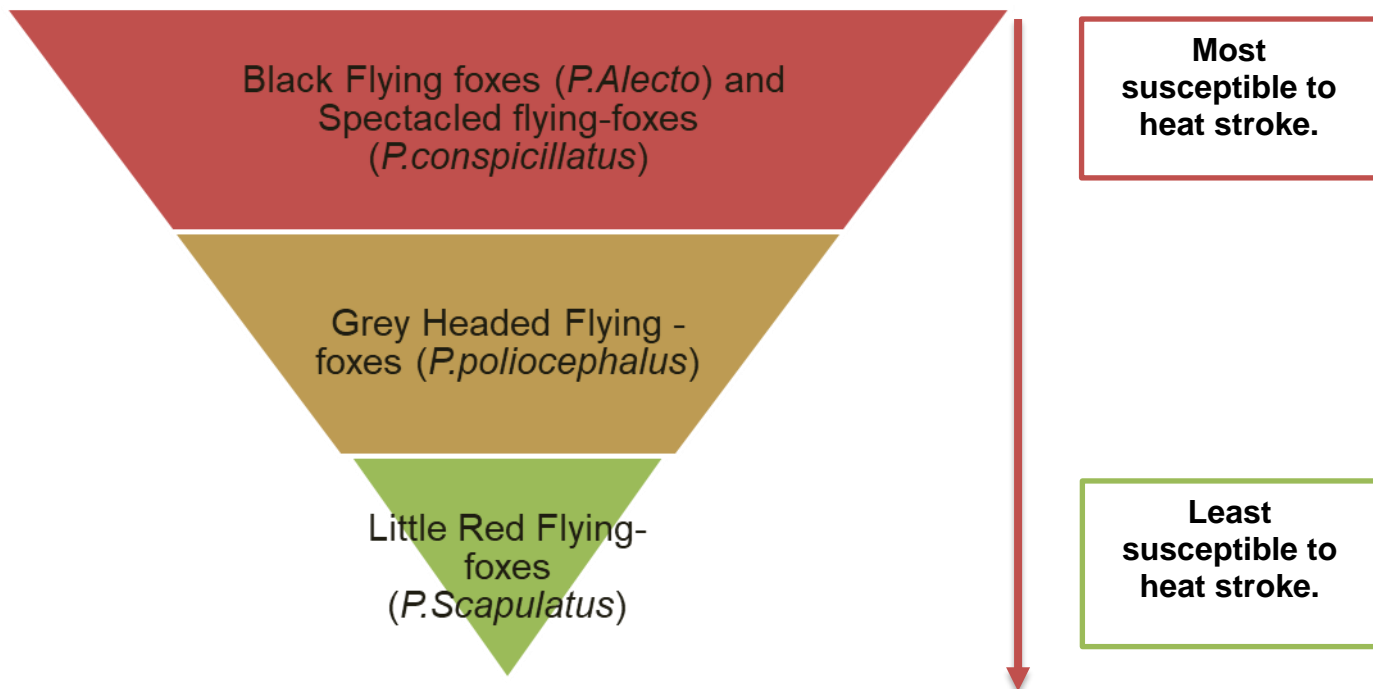 Black Flying foxes (P.Alecto) and
Spectacled flying-foxes
(P.conspicillatus)
Most
susceptible to
heat stroke.
Grey Headed Flying -
foxes (P.poliocephalus)
Little Red Flying-
foxes
(P.Scapulatus)
Least
susceptible to
heat stroke.